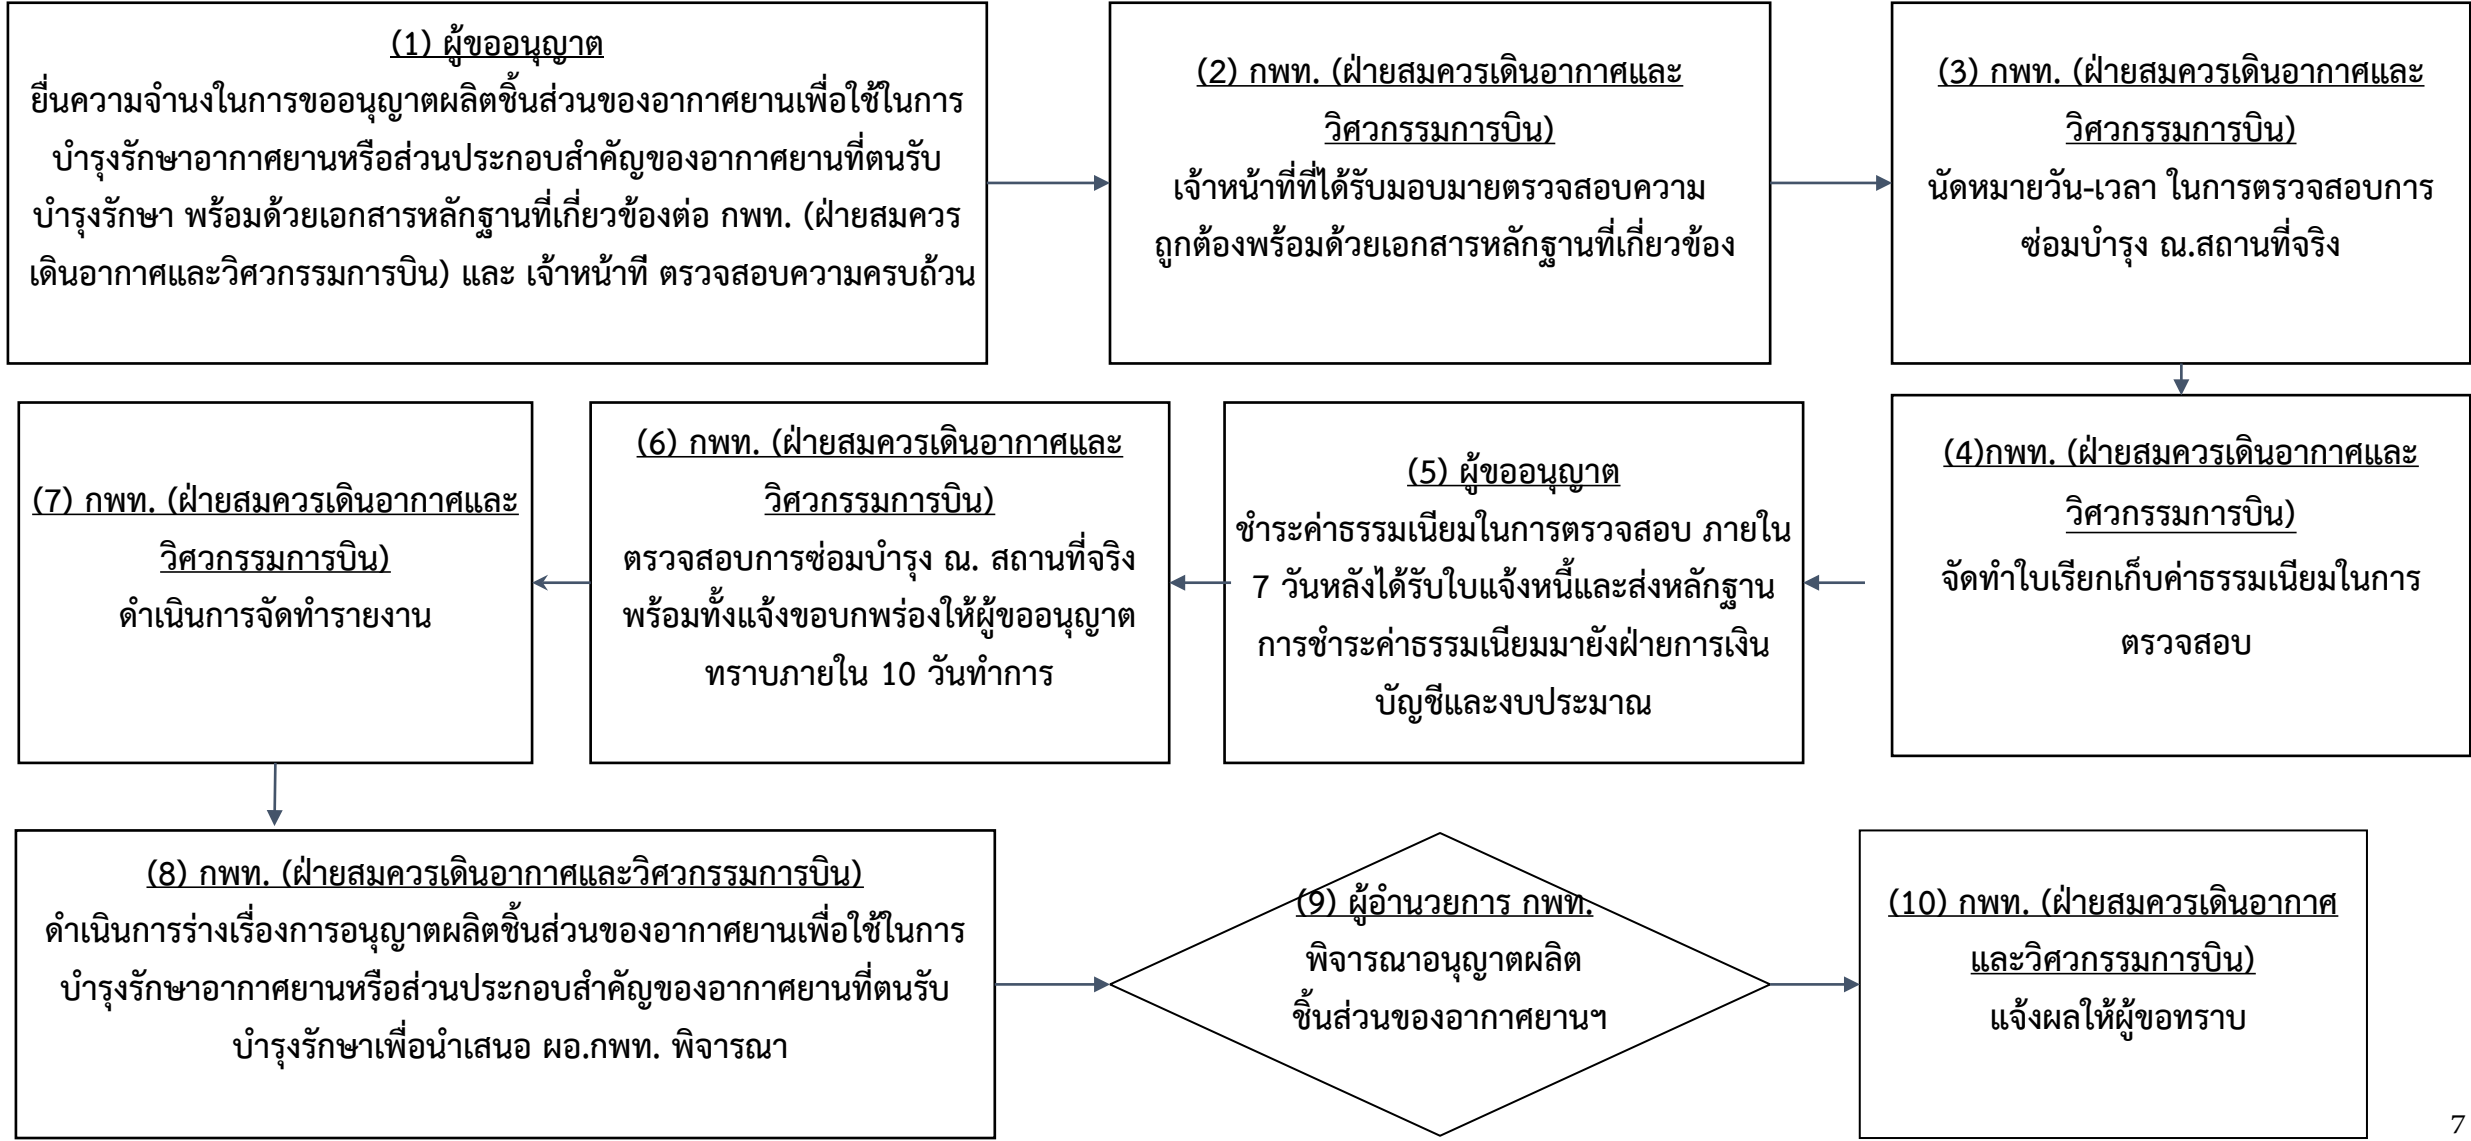 (1) ผู้ขออนุญาต
ยื่นความจำนงในการขออนุญาตผลิตชิ้นส่วนของอากาศยานเพื่อใช้ในการ
บำรุงรักษาอากาศยานหรือส่วนประกอบสำคัญของอากาศยานที่ตนรับ
บำรุงรักษา พร้อมด้วยเอกสารหลักฐานที่เกี่ยวข้องต่อ กพท. (ฝ่ายสมควร
เดินอากาศและวิศวกรรมการบิน) และ เจ้าหน้าที ตรวจสอบความครบถ้วน
(2) กพท. (ฝ่ายสมควรเดินอากาศและ
วิศวกรรมการบิน)
เจ้าหน้าที่ที่ได้รับมอบมายตรวจสอบความ
ถูกต้องพร้อมด้วยเอกสารหลักฐานที่เกี่ยวข้อง
(3) กพท. (ฝ่ายสมควรเดินอากาศและ
วิศวกรรมการบิน)
นัดหมายวัน-เวลา ในการตรวจสอบการ
ซ่อมบำรุง ณ.สถานที่จริง
(4)กพท. (ฝ่ายสมควรเดินอากาศและ
วิศวกรรมการบิน)
จัดทำใบเรียกเก็บค่าธรรมเนียมในการ
ตรวจสอบ
(5) ผู้ขออนุญาต
ชำระค่าธรรมเนียมในการตรวจสอบ ภายใน
7 วันหลังได้รับใบแจ้งหนี้และส่งหลักฐาน
การชำระค่าธรรมเนียมมายังฝ่ายการเงิน
บัญชีและงบประมาณ
(6) กพท. (ฝ่ายสมควรเดินอากาศและ
วิศวกรรมการบิน)
ตรวจสอบการซ่อมบำรุง ณ. สถานที่จริง
พร้อมทั้งแจ้งขอบกพร่องให้ผู้ขออนุญาต
ทราบภายใน 10 วันทำการ
(7) กพท. (ฝ่ายสมควรเดินอากาศและ
วิศวกรรมการบิน)
ดำเนินการจัดทำรายงาน
(8) กพท. (ฝ่ายสมควรเดินอากาศและวิศวกรรมการบิน)
ดำเนินการร่างเรื่องการอนุญาตผลิตชิ้นส่วนของอากาศยานเพื่อใช้ในการ
บำรุงรักษาอากาศยานหรือส่วนประกอบสำคัญของอากาศยานที่ตนรับ
บำรุงรักษาเพื่อนำเสนอ ผอ.กพท. พิจารณา
(9) ผู้อำนวยการ กพท.
พิจารณาอนุญาตผลิต
ชิ้นส่วนของอากาศยานฯ
(10) กพท. (ฝ่ายสมควรเดินอากาศ
และวิศวกรรมการบิน)
แจ้งผลให้ผู้ขอทราบ
7